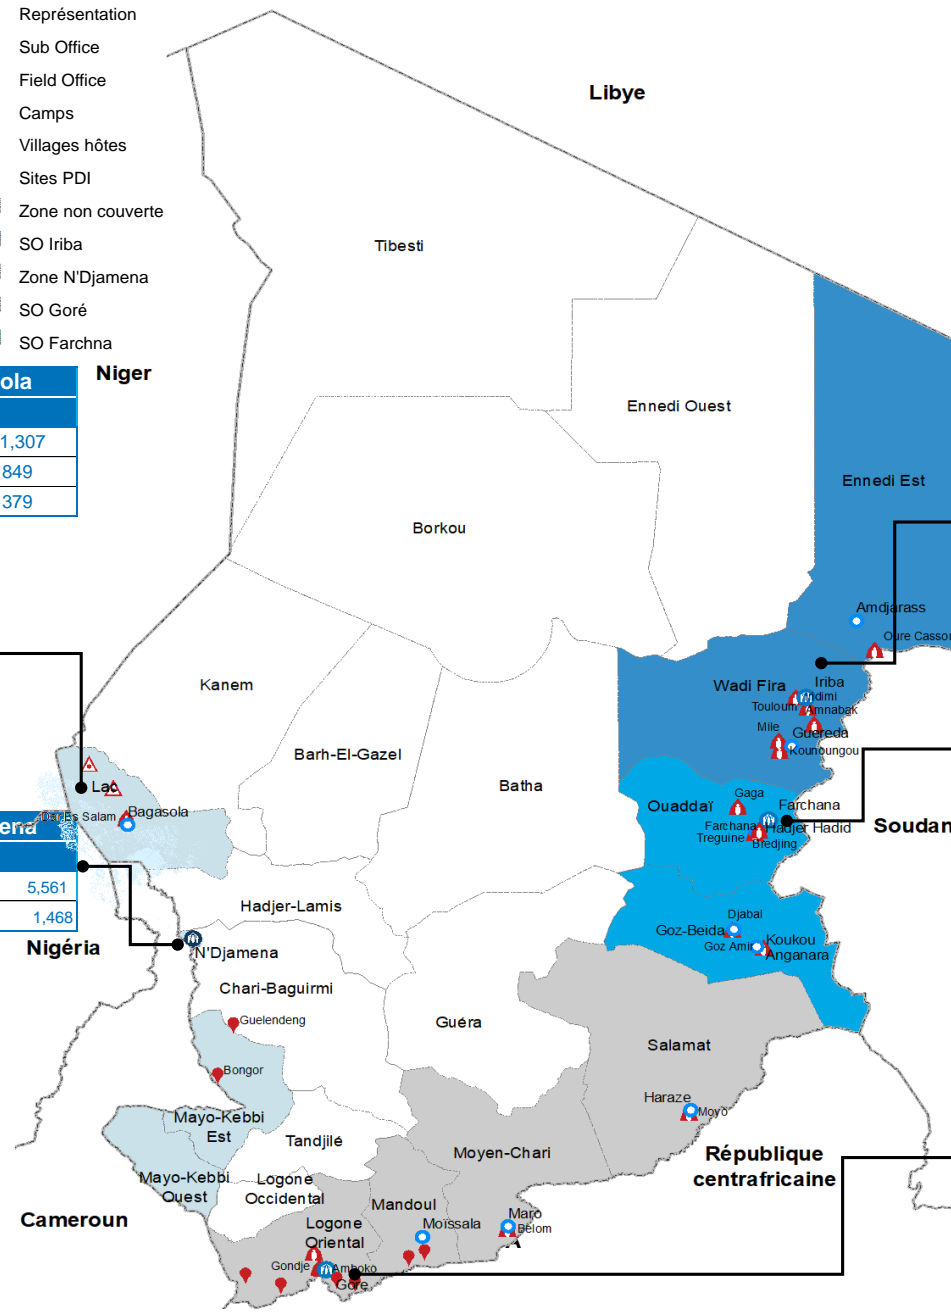 Représentation
Sub Office
Field Office
Camps
Villages hôtes
Sites PDI
Zone non couverte
SO Iriba
Zone N'Djamena
SO Goré
SO Farchna
Libye
Tibesti
Niger
ola
1,307
849
379
Ennedi Ouest
Ennedi Est
Borkou
Amdjarass
Oure Cassor
Kanem
Wadi Fira
Iriba
Touloum
Amnabak
Mile
Guereda
Kounoungou
Barh-El-Gazel
Batha
Lac
Bagasola
Dar Es Salam
Ouaddaï
Gaga
Farchana
Farchana
Hadjer Hadid
Treguine
Bredjing
Soudan
ena
5,561
1,468
Nigéria
Hadjer-Lamis
N'Djamena
Chari-Baguirmi
Djabal
Goz-Beida
Goz Amir
Koukou
Anganara
Guelendeng
Guéra
Salamat
Bongor
Haraze
Moyo
Mayo-Kebbi
Est
Tandjilé
Moyen-Chari
République
centrafricaine
Mayo-Kebbi
Ouest
Logone
Occidental
Mandoul
Cameroun
Logone
Oriental
Moïssala
Maro
Belom
Gondje
Amboko
Gore